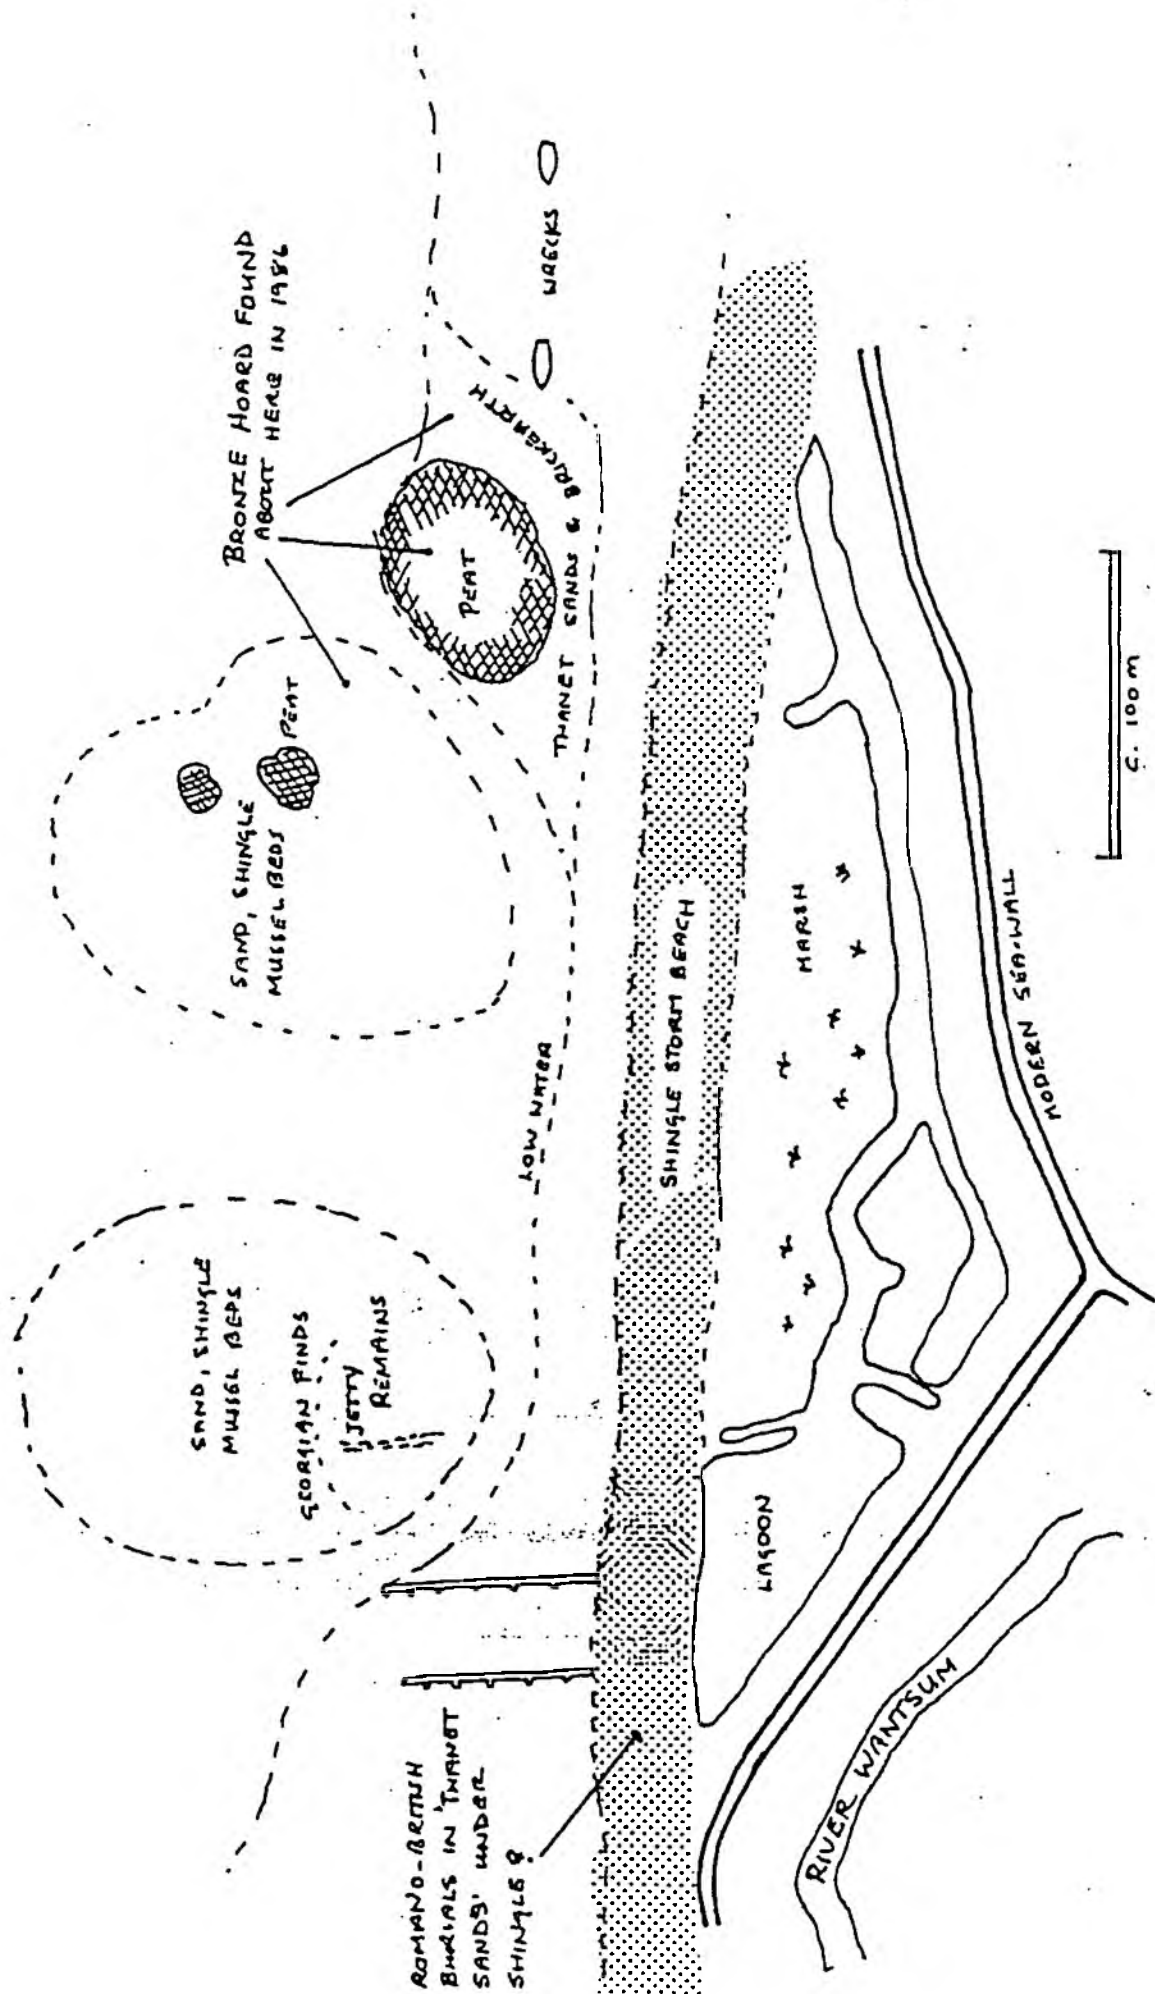 BRONZE HOARD FOUND
ABOUT HERE IN 1986
WRECKS
PEAT
THANET SANDS & BRICKEARTH
PEAT
SAND, SHINGLE
MUSSEL BEDS
LOW WATER
SAND, SHINGLE
MUSSEL BEDS
GEORGIAN FINDS
JETTY
REMAINS
ROMANO-BRITISH
BURIALS IN 'THANET
SANDS' UNDER
SHINGLE?
SHINGLE STORM BEACH
MARSH
LAGOON
MODERN SEA-WALL
RIVER WANTSUM
C. 100 m